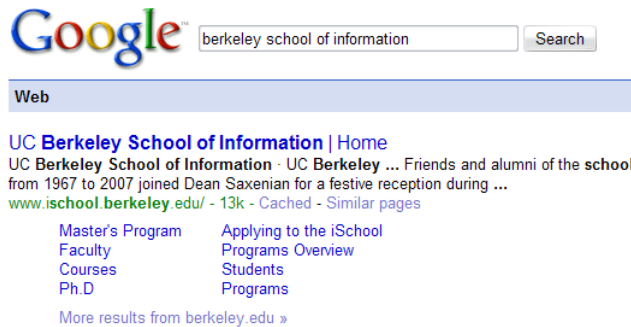 Google™ berkeley school of information Search
Web
UC Berkeley School of Information | Home
UC Berkeley School of Information · UC Berkeley ... Friends and alumni of the school
from 1967 to 2007 joined Dean Saxenian for a festive reception during ...
www.ischool.berkeley.edu/ - 13k - Cached - Similar pages
Master's Program Applying to the iSchool
Faculty Programs Overview
Courses Students
Ph.D Programs
More results from berkeley.edu »